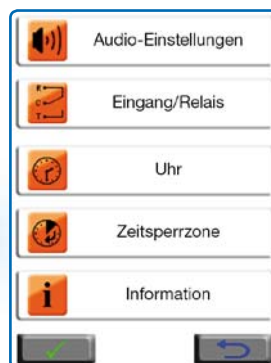 Audio-Einstellungen
R
C
T
Eingang/Relais
Uhr
Zeitsperrzone
i
Information